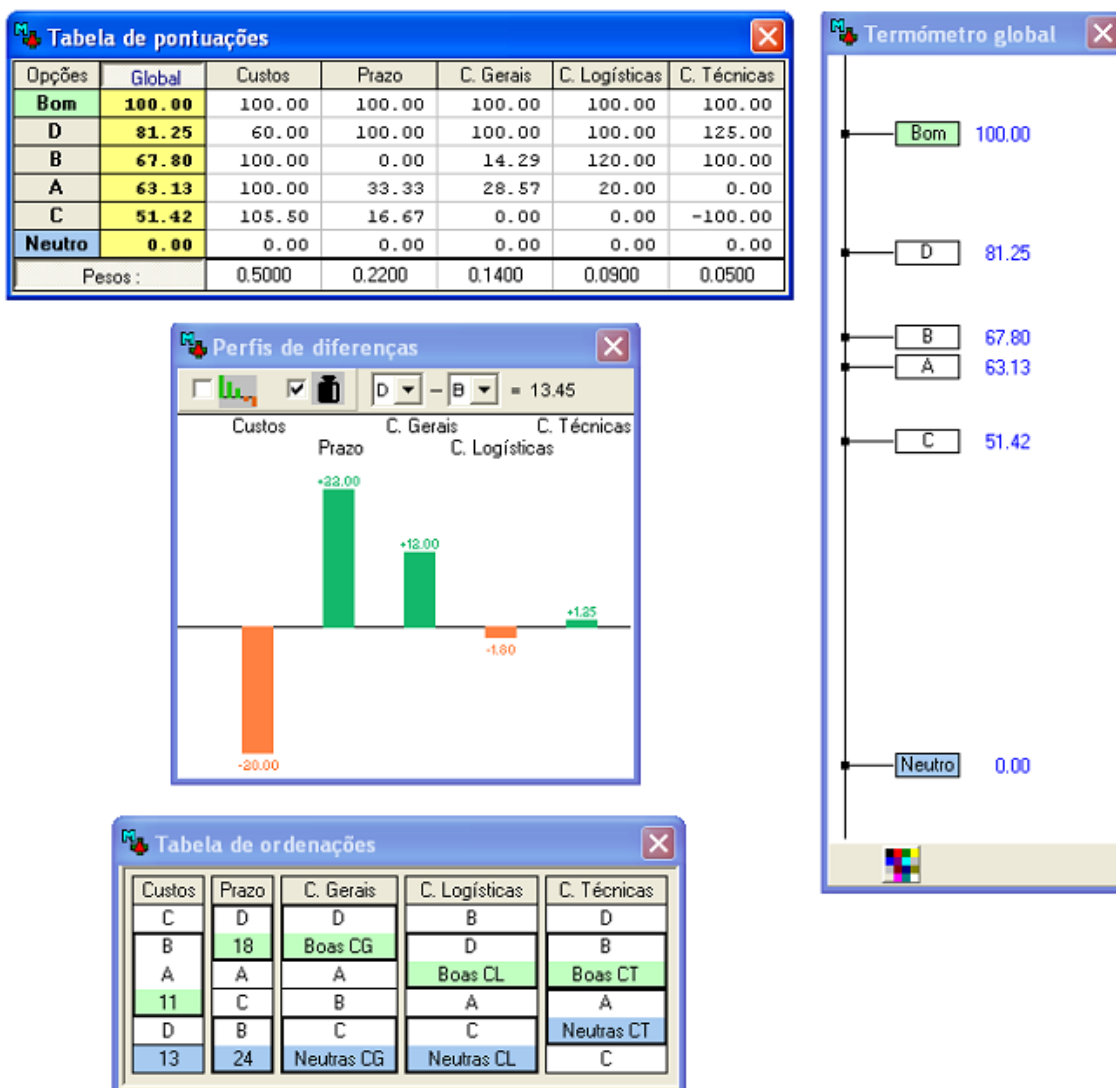 Tabela de pontuações
Opções Global Custos Prazo C. Gerais C. Logísticas C. Técnicas
Bom 100.00 100.00 100.00 100.00 100.00 100.00
D 81.25 60.00 100.00 100.00 100.00 125.00
B 67.80 100.00 0.00 14.29 120.00 100.00
A 63.13 100.00 33.33 28.57 20.00 0.00
C 51.42 105.50 16.67 0.00 0.00 -100.00
Neutro 0.00 0.00 0.00 0.00 0.00 0.00
Pesos : 0.5000 0.2200 0.1400 0.0900 0.0500
Termómetro global
Bom 100.00
D 81.25
B 67.80
A 63.13
C 51.42
Neutro 0.00
Perfis de diferenças
D – B = 13.45
Custos C. Gerais C. Técnicas
Prazo C. Logísticas
+22.00
+12.00
+1.25
-1.80
-20.00
Tabela de ordenações
Custos Prazo C. Gerais C. Logísticas C. Técnicas
C D D B D
B 18 Boas CG D B
A A A Boas CL Boas CT
11 C B A A
D B C C Neutras CT
13 24 Neutras CG Neutras CL C